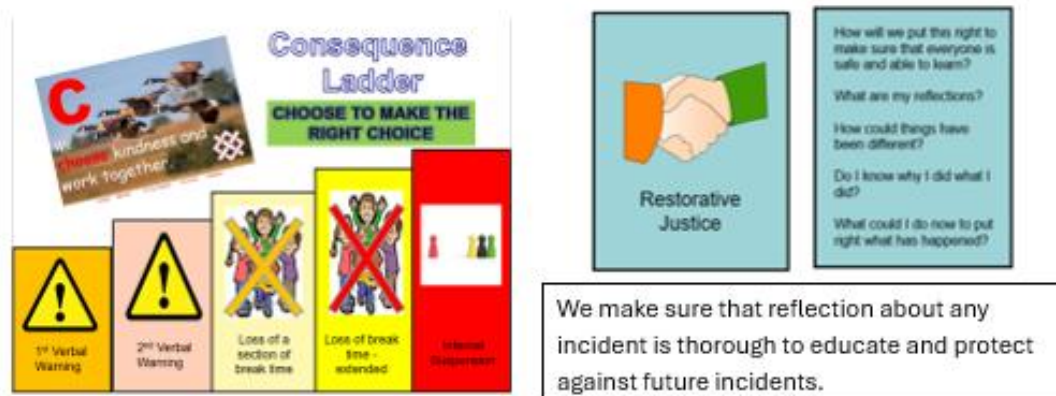 Consequence
Ladder
CHOOSE TO MAKE THE
RIGHT CHOICE
C
choose kindness and
work together
1st Verbal
Warning
2nd Verbal
Warning
Loss of a
section of
break time
Loss of break
time -
extended
Internal
Suspension
Restorative
Justice
How will we put this right to
make sure that everyone is
safe and able to learn?
What are my reflections?
How could things have
been different?
Do I know why I did what I
did?
What could I do now to put
right what has happened?
We make sure that reflection about any
incident is thorough to educate and protect
against future incidents.